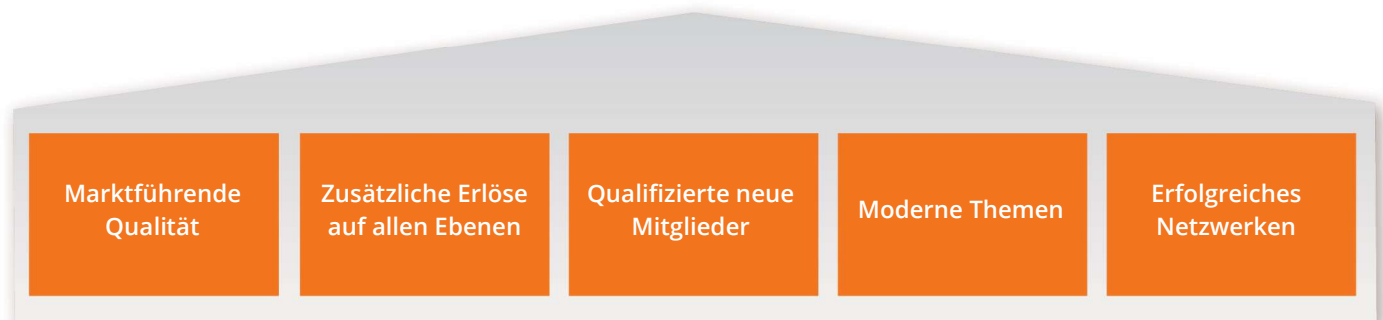 Marktführende
Qualität
Zusätzliche Erlöse
auf allen Ebenen
Qualifizierte neue
Mitglieder
Moderne Themen
Erfolgreiches
Netzwerken